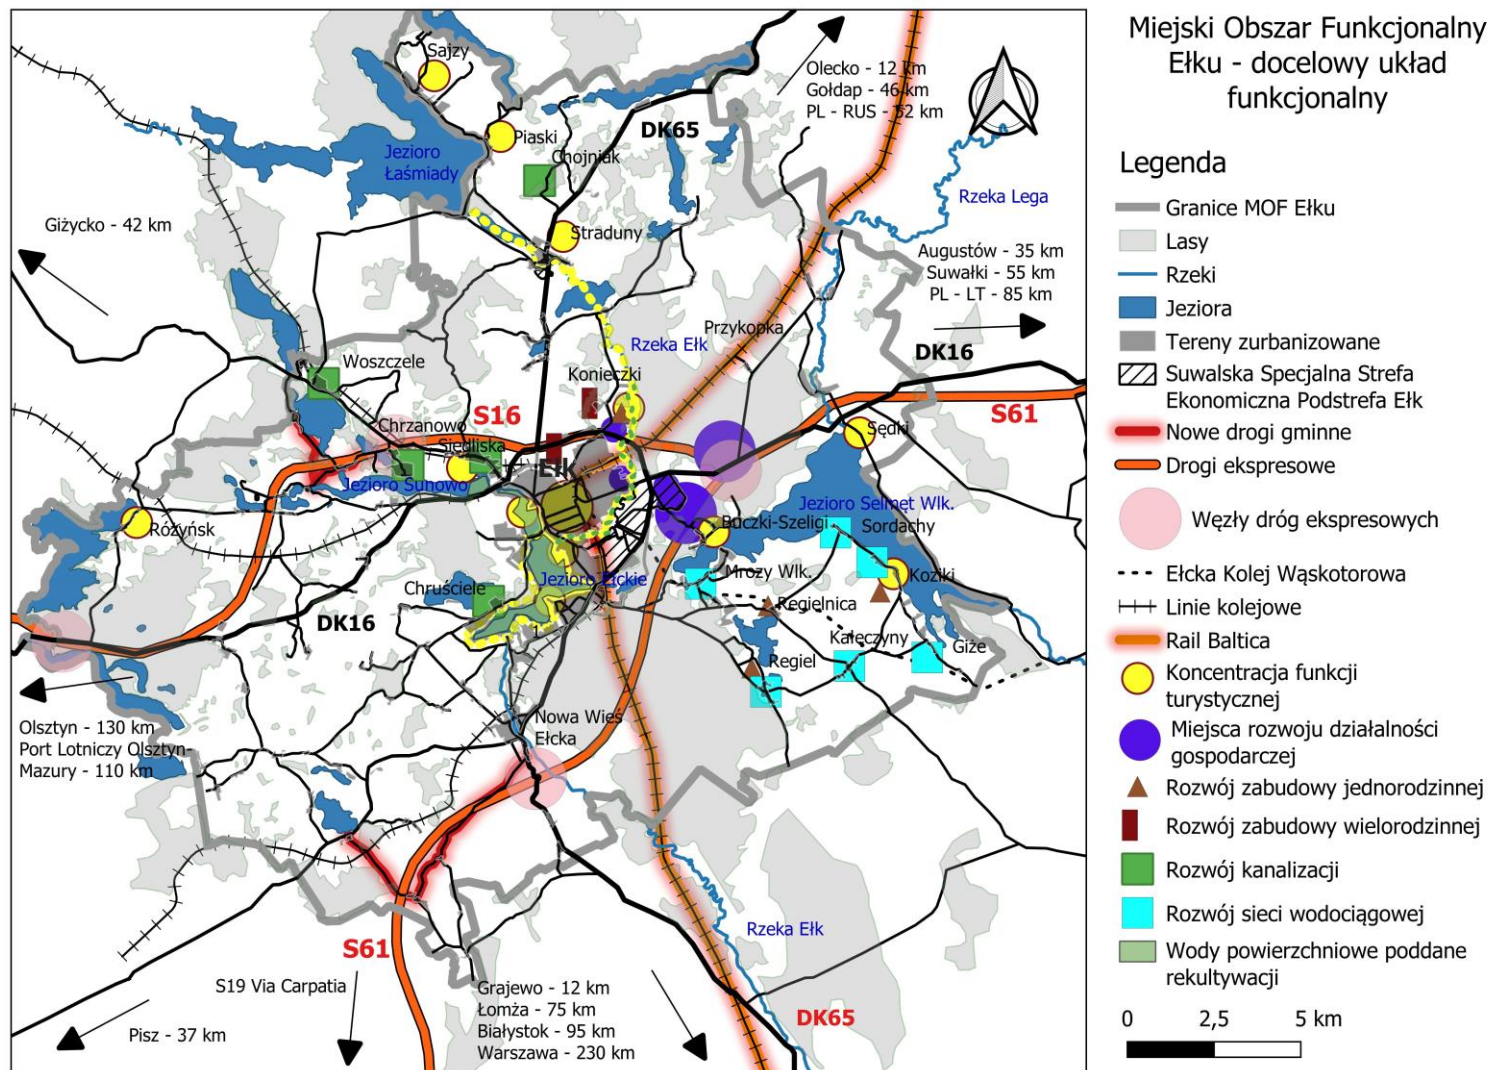 Miejski Obszar Funkcjonalny
Ełku - docelowy układ
funkcjonalny
Legenda
Granice MOF Ełku
Lasy
Rzeki
Jeziora
Tereny zurbanizowane
Suwalska Specjalna Strefa
Ekonomiczna Podstrefa Ełk
Nowe drogi gminne
Drogi ekspresowe
Węzły dróg ekspresowych
Ełcka Kolej Wąskotorowa
Linie kolejowe
Rail Baltica
Koncentracja funkcji
turystycznej
Miejsca rozwoju działalności
gospodarczej
Rozwój zabudowy jednorodzinnej
Rozwój zabudowy wielorodzinnej
Rozwój kanalizacji
Rozwój sieci wodociągowej
Wody powierzchniowe poddane
rekultywacji
0 2,5 5 km
Sajzy
Olecko - 12 km
Gołdap - 46 km
PL - RUS - 52 km
DK65
Piaski
Jezioro
Łaśmiady
Chojniak
Rzeka Lega
Giżycko - 42 km
Straduny
Augustów - 35 km
Suwałki - 55 km
PL - LT - 85 km
Przykopka
Rzeka Ełk
DK16
Woszczele
Konieczki
S16
S61
Chrzanowo
Siedliska
Sędki
Ełk
Jezioro Sunowo
Jezioro Selmęt Wlk.
Różyńsk
Buczki-Szeligi
Sordachy
Jezioro Ełckie
Mrozy Wlk.
Koziki
Chruściele
Regielnica
DK16
Kałęczyny
Giże
Regiel
Olsztyn - 130 km
Port Lotniczy Olsztyn-
Mazury - 110 km
Nowa Wieś
Ełcka
S61
Rzeka Ełk
S19 Via Carpatia
Grajewo - 12 km
Łomża - 75 km
Białystok - 95 km
Warszawa - 230 km
DK65
Pisz - 37 km